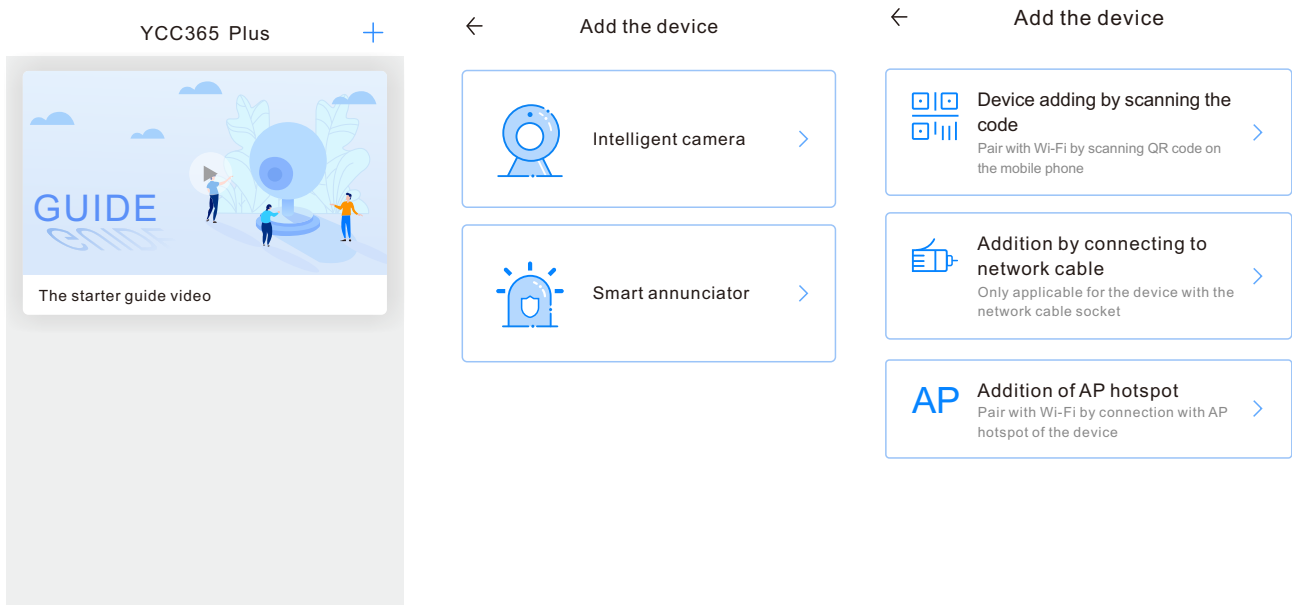 YCC365 Plus
GUIDE
GUIDE
The starter guide video
Add the device
Intelligent camera
Smart annunciator
Add the device
Device adding by scanning the
code
Pair with Wi-Fi by scanning QR code on
the mobile phone
Addition by connecting to
network cable
Only applicable for the device with the
network cable socket
AP
Addition of AP hotspot
Pair with Wi-Fi by connection with AP
hotspot of the device